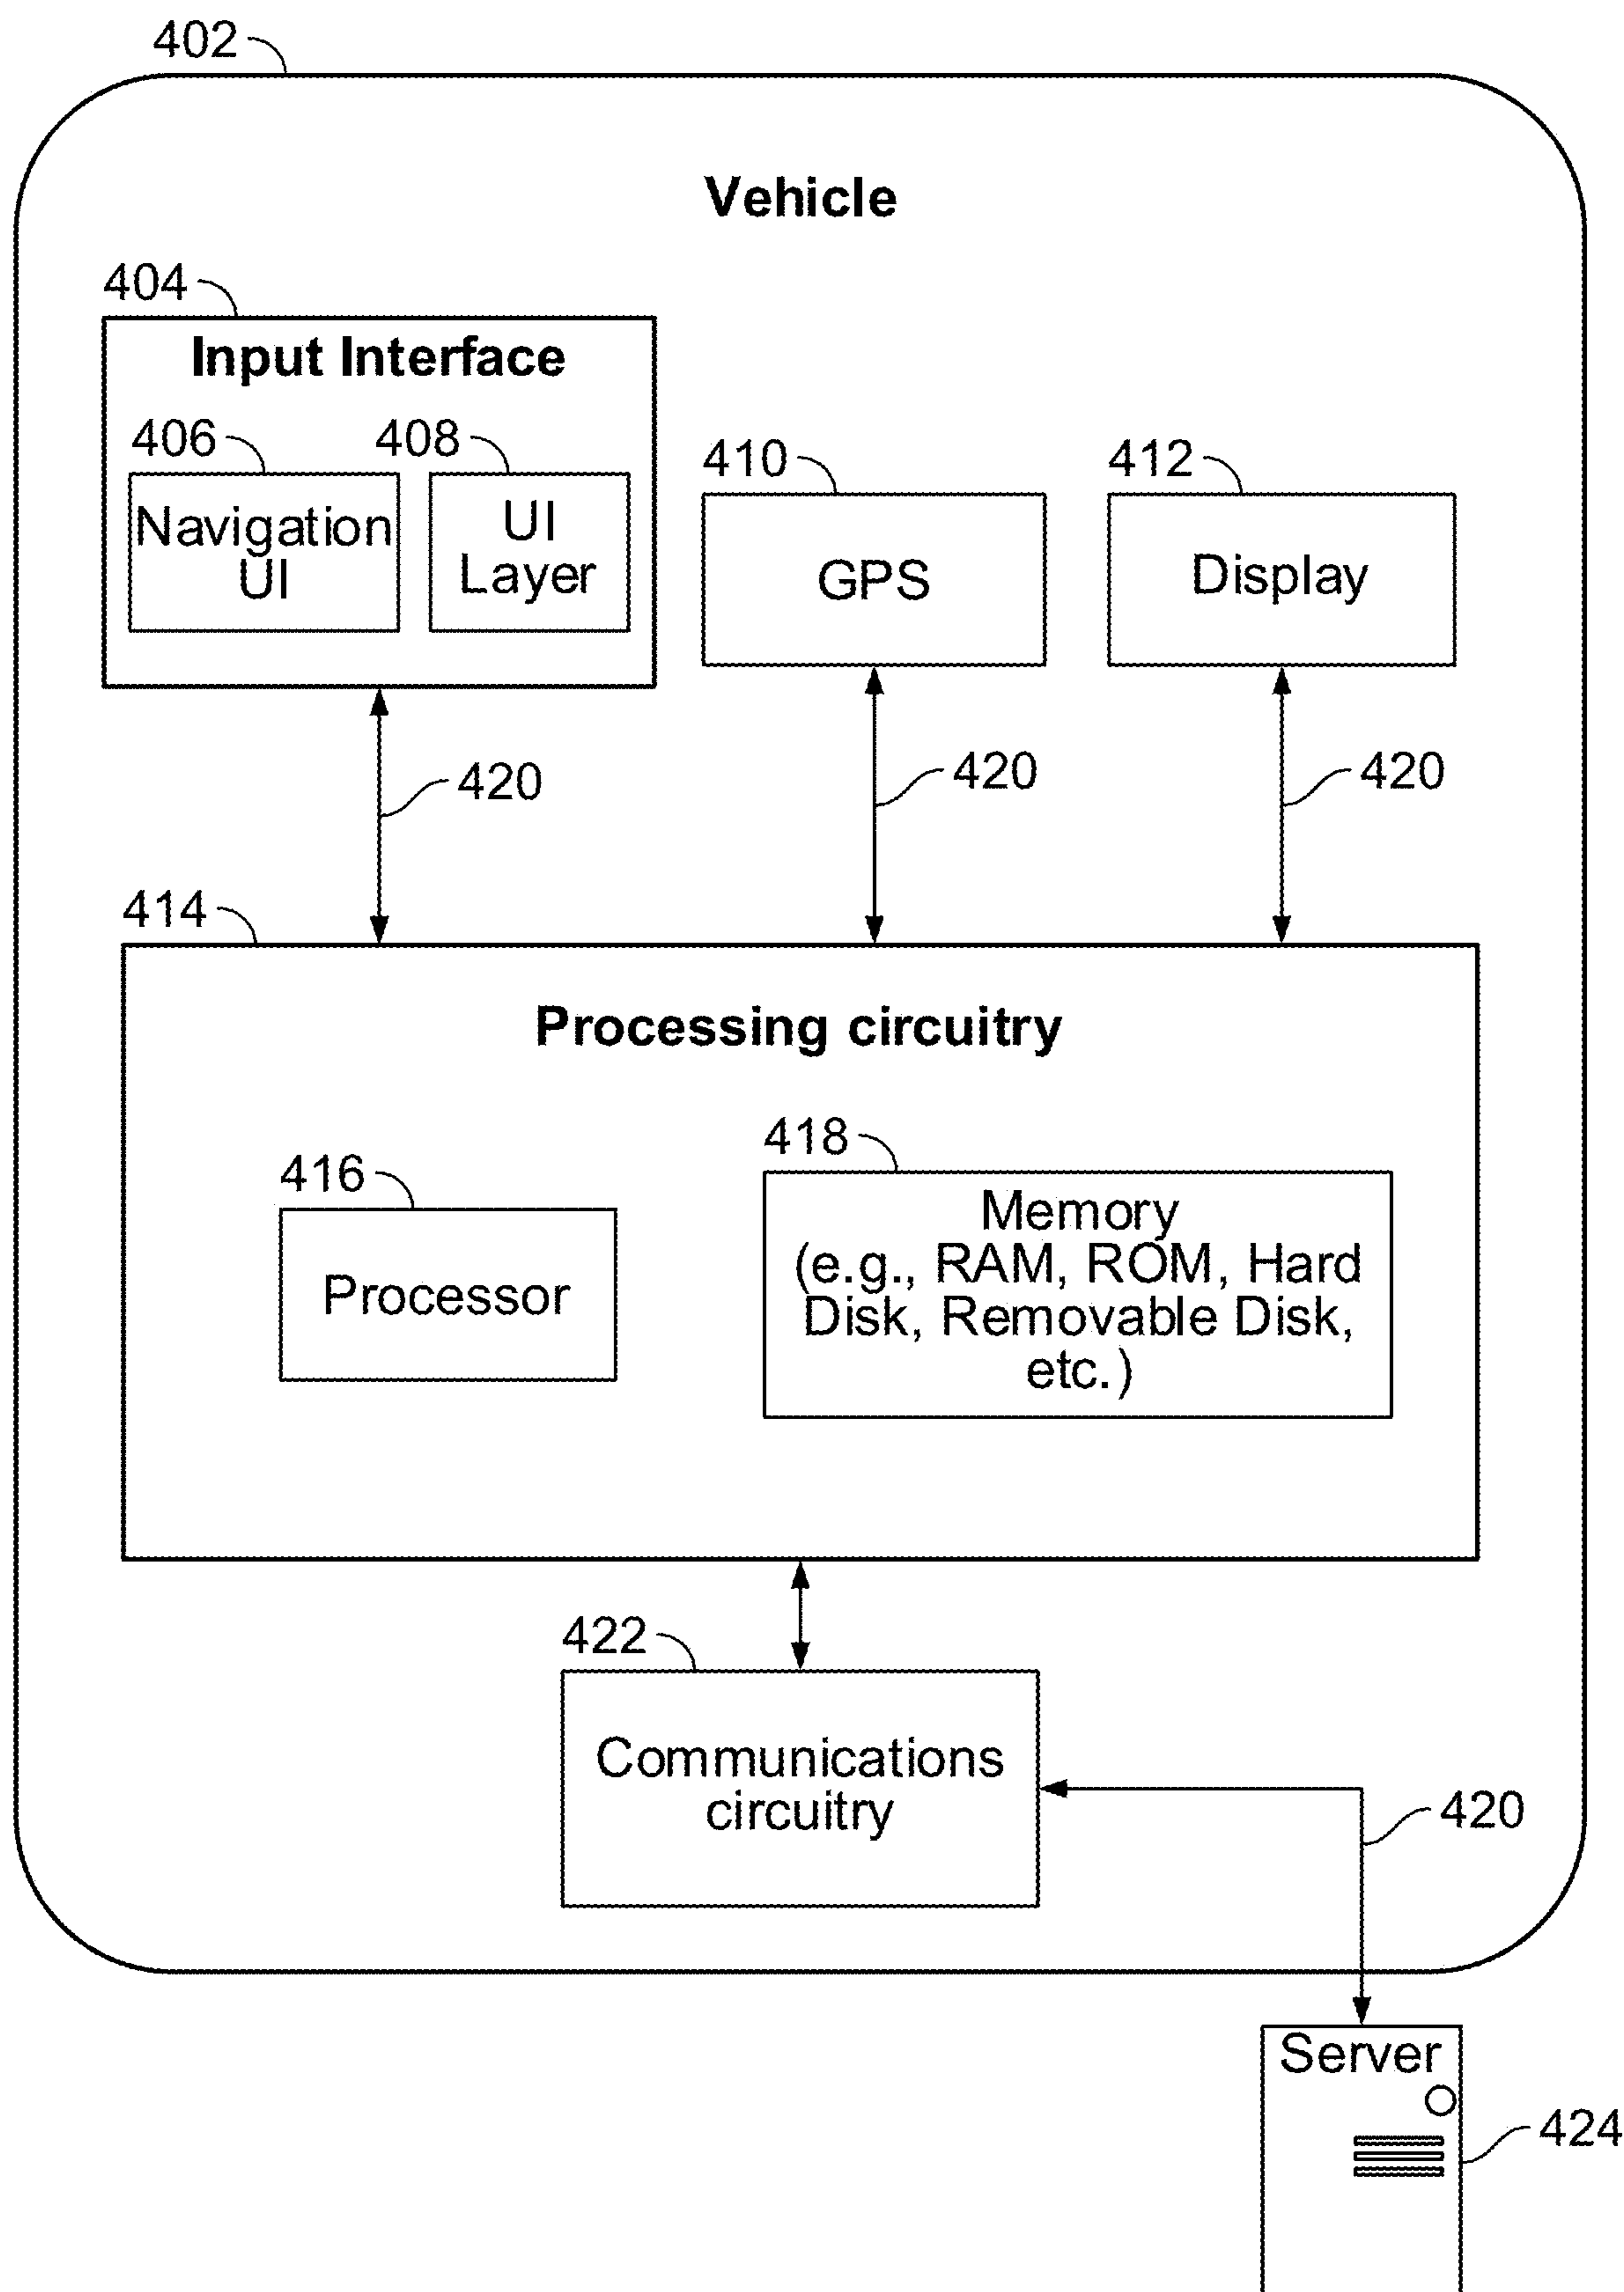 402
Vehicle
404
Input Interface
406
408
410
412
Navigation
UI
UI
Layer
GPS
Display
420
420
420
414
Processing circuitry
416
418
Processor
Memory
(e.g., RAM, ROM, Hard
Disk, Removable Disk,
etc.)
422
Communications
circuitry
420
Server
424